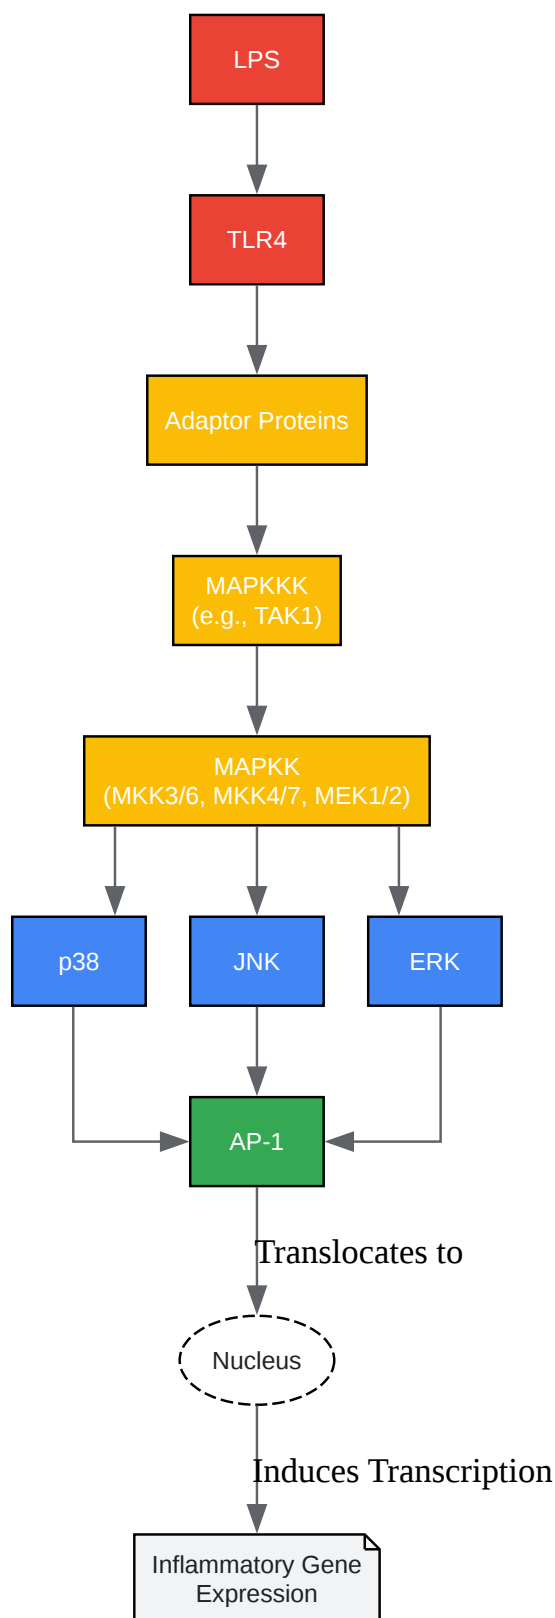 LPS
TLR4
Adaptor Proteins
MAPKKK
(e.g., TAK1)
MAPKK
(MKK3/6, MKK4/7, MEK1/2)
p38
JNK
ERK
AP-1
Translocates to
Nucleus
Induces Transcription
Inflammatory Gene
Expression